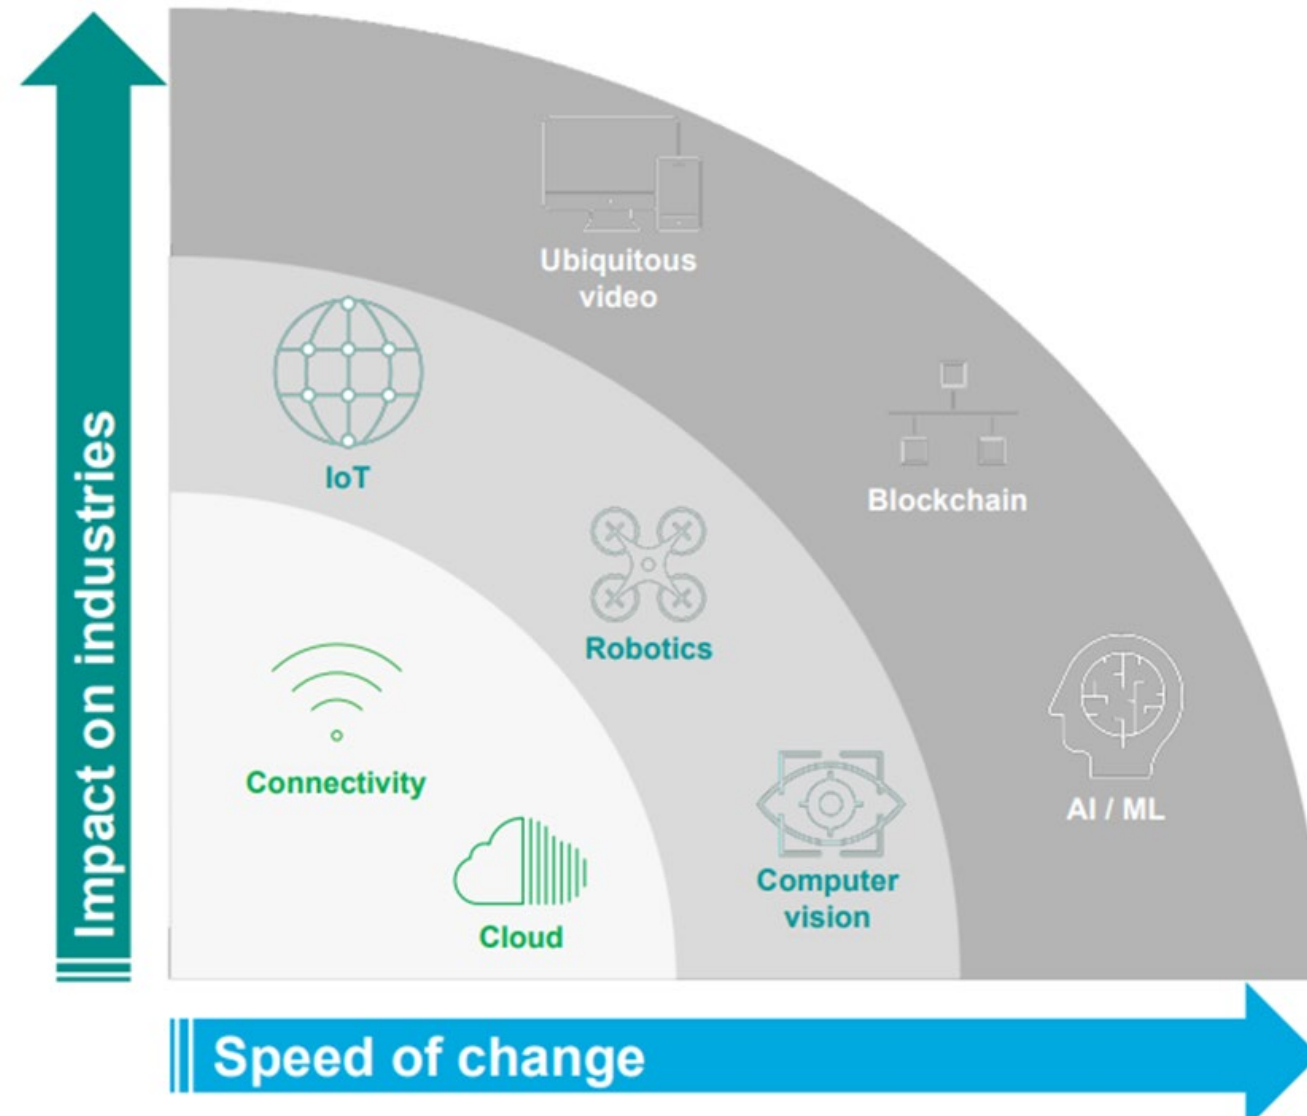 Impact on industries
Ubiquitous
video
IoT
Blockchain
Robotics
Connectivity
AI / ML
Computer
vision
Cloud
Speed of change